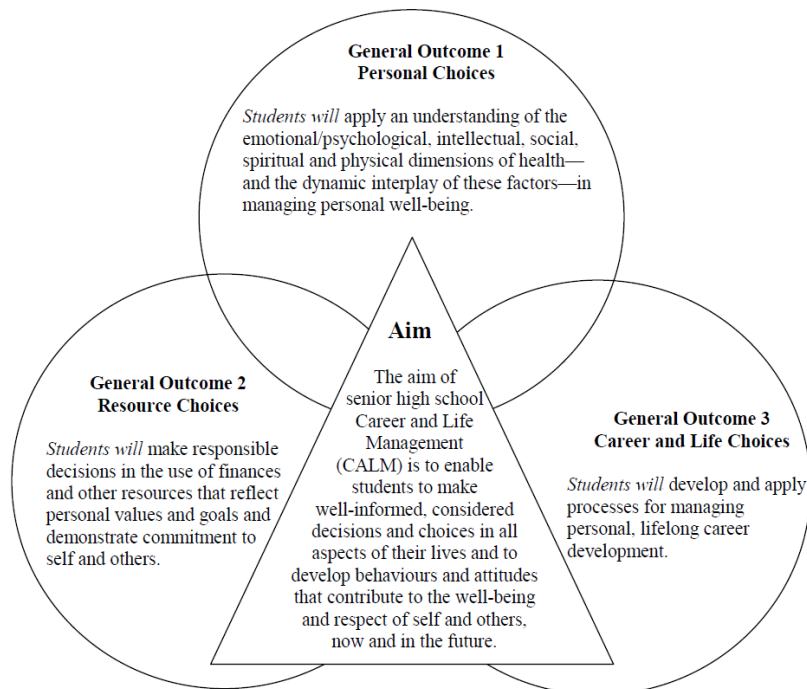 General Outcome 1
Personal Choices
Students will apply an understanding of the
emotional/psychological, intellectual, social,
spiritual and physical dimensions of health—
and the dynamic interplay of these factors—in
managing personal well-being.
General Outcome 2
Resource Choices
Students will make responsible
decisions in the use of finances
and other resources that reflect
personal values and goals and
demonstrate commitment to
self and others.
Aim
The aim of
senior high school
Career and Life
Management
(CALM) is to enable
students to make
well-informed, considered
decisions and choices in all
aspects of their lives and to
develop behaviours and attitudes
that contribute to the well-being
and respect of self and others,
now and in the future.
General Outcome 3
Career and Life Choices
Students will develop and apply
processes for managing
personal, lifelong career
development.